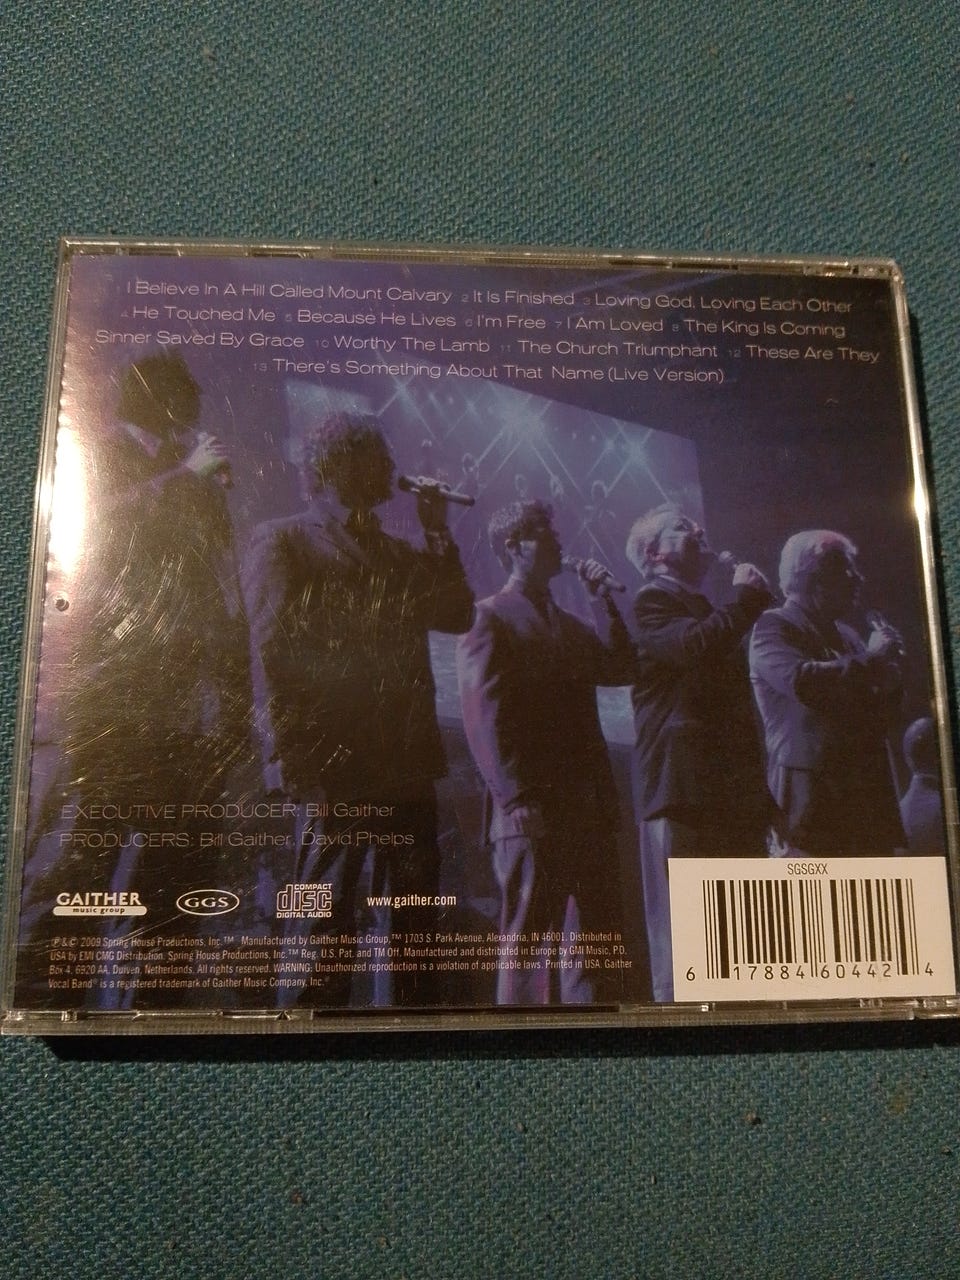 1 I Believe In A Hill Called Mount Calvary 2 It Is Finished 3 Loving God, Loving Each Other
4 He Touched Me 5 Because He Lives 6 I'm Free 7 I Am Loved 8 The King Is Coming
Sinner Saved By Grace 10 Worthy The Lamb 11 The Church Triumphant 12 These Are They
13 There's Something About That Name (Live Version)
EXECUTIVE PRODUCER: Bill Gaither
PRODUCERS: Bill Gaither, David Phelps
GAITHER
music group
GGS
COMPACT
disc
DIGITAL AUDIO
www.gaither.com
SGSGXX
6 17884 60442 4
℗ & © 2009 Spring House Productions, Inc.™ Manufactured by Gaither Music Group,™ 1703 S. Park Avenue, Alexandria, IN 46001. Distributed in
USA by EMI CMG Distribution. Spring House Productions, Inc.™ Reg. U.S. Pat. and TM Off. Manufactured and distributed in Europe by GMI Music, P.O.
Box 4, 6920 AA, Duiven, Netherlands. All rights reserved. WARNING: Unauthorized reproduction is a violation of applicable laws. Printed in USA. Gaither
Vocal Band® is a registered trademark of Gaither Music Company, Inc.®